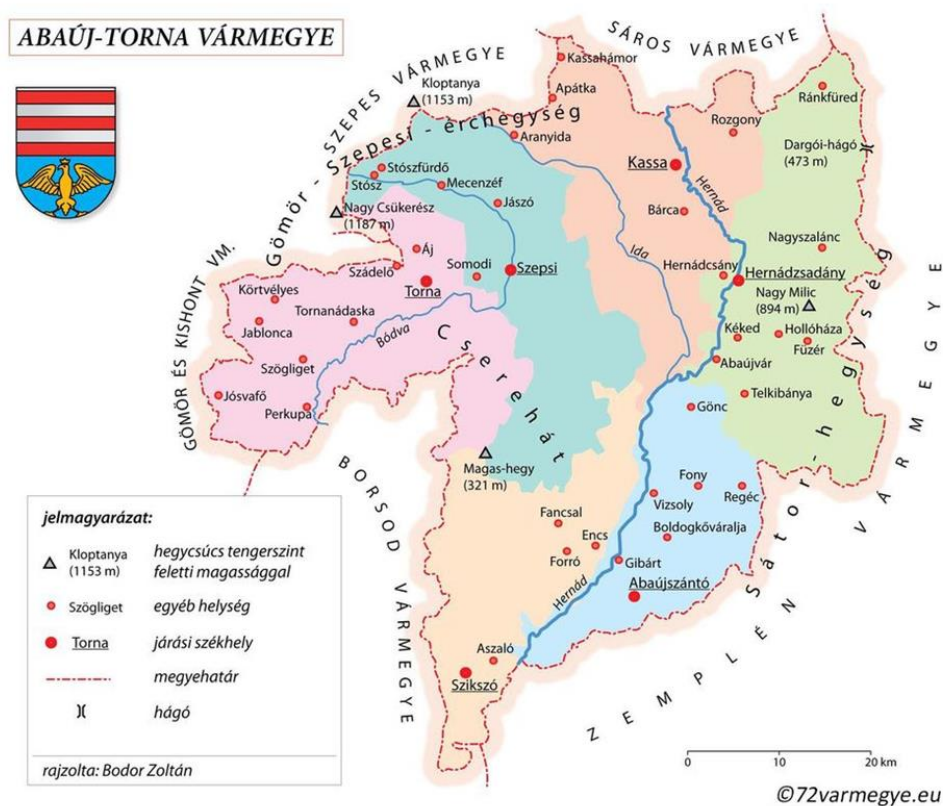 ABAÚJ-TORNA VÁRMEGYE
SZEPES VÁRMEGYE
SÁROS VÁRMEGYE
Kloptanya
(1153 m)
Kassahámor
Apátka
Ránkfüred
Rozgony
Aranyida
Gömör - Szepesi - érchegység
Dargói-hágó
(473 m)
Kassa
Hernád
Stószfürdő
Stósz
Mecenzéf
Jászó
Nagy Csükerész
(1187 m)
Bárca
Ida
Áj
Nagyszalánc
Szádelő
Somodi
Szepsi
Hernádcsány
Hernádzsadány
Torna
GÖMÖR ÉS KISHONT VM.
Körtvélyes
Tornanádaska
Jablonca
Bódva
Nagy Milic
(894 m)
Kéked
Hollóháza
Füzér
Cserehát
Szögliget
Abaújvár
Jósvafő
Perkupa
Telkibánya
Gönc
Sátor-hegység
Magas-hegy
(321 m)
BORSOD VÁRMEGYE
ZEMPLÉN VÁRMEGYE
Fony
Regéc
Vizsoly
Fancsal
Boldogkőváralja
Encs
Forró
Gibárt
Hernád
Abaújszántó
Aszaló
Szikszó
jelmagyarázat:
Kloptanya
(1153 m)
hegycsúcs tengerszint
feletti magassággal
Szögliget
egyéb helység
Torna
járási székhely
megyehatár
hágó
rajzolta: Bodor Zoltán
0 10 20 km
©72varmegye.eu